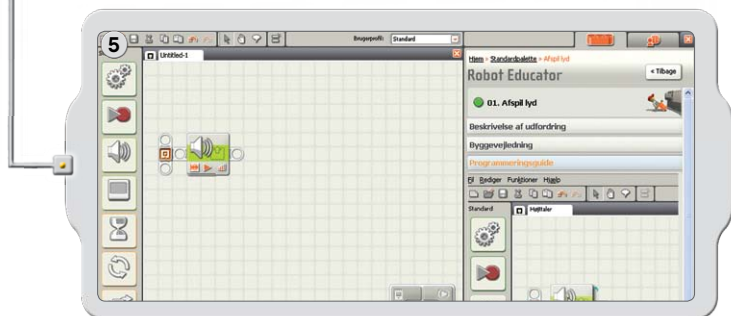 5
Brugerprofil: Standard
Untitled-1
Hjem > Standardpalette > Afspil lyd
Robot Educator
< Tilbage
01. Afspil lyd
Beskrivelse af udfordring
Byggevejledning
Programmeringsguide
Fil Rediger Funktioner Hjælp
Standard
Højttaler